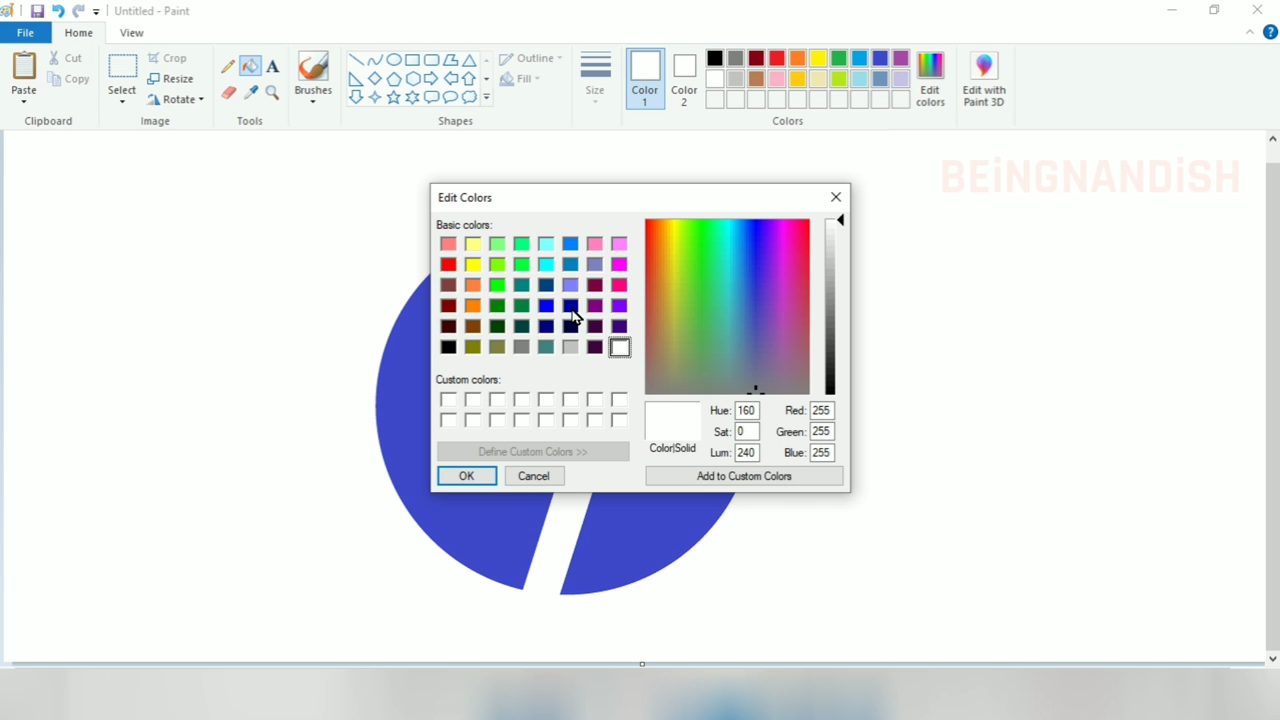 Untitled - Paint
File
Home
View
Paste
Cut
Copy
Clipboard
Select
Crop
Resize
Rotate
Image
A
Tools
Brushes
Outline
Fill
Shapes
Size
Color
1
Color
2
Edit
colors
Colors
Edit with
Paint 3D
?
BEiNGNANDiSH
Edit Colors
Basic colors:
Custom colors:
Define Custom Colors >>
OK
Cancel
Color|Solid
Hue: 160
Sat: 0
Lum: 240
Red: 255
Green: 255
Blue: 255
Add to Custom Colors